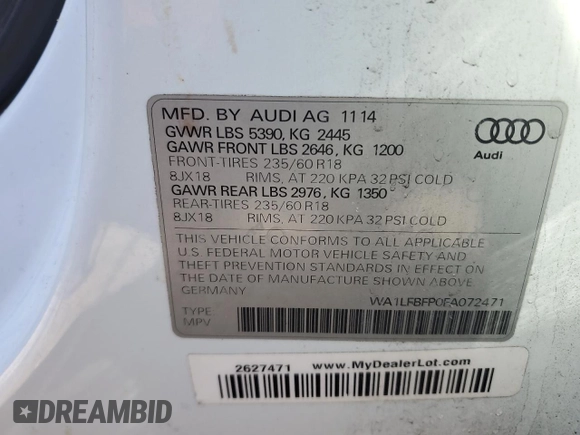 MFD. BY AUDI AG 1114
GVWR LBS 5390, KG 2445
GAWR FRONT LBS 2646, KG 1200
FRONT-TIRES 235/60 R18
8JX18 RIMS, AT 220 KPA 32 PSI COLD
GAWR REAR LBS 2976, KG 1350
REAR-TIRES 235/60 R18
8JX18 RIMS, AT 220 KPA 32 PSI COLD
Audi
THIS VEHICLE CONFORMS TO ALL APPLICABLE
U.S. FEDERAL MOTOR VEHICLE SAFETY AND
THEFT PREVENTION STANDARDS IN EFFECT ON
THE DATE OF MANUFACTURE SHOWN ABOVE
GERMANY
WA1LFBFP0FA072471
TYPE:
MPV
2627471 www.MyDealerLot.com
DREAMBID